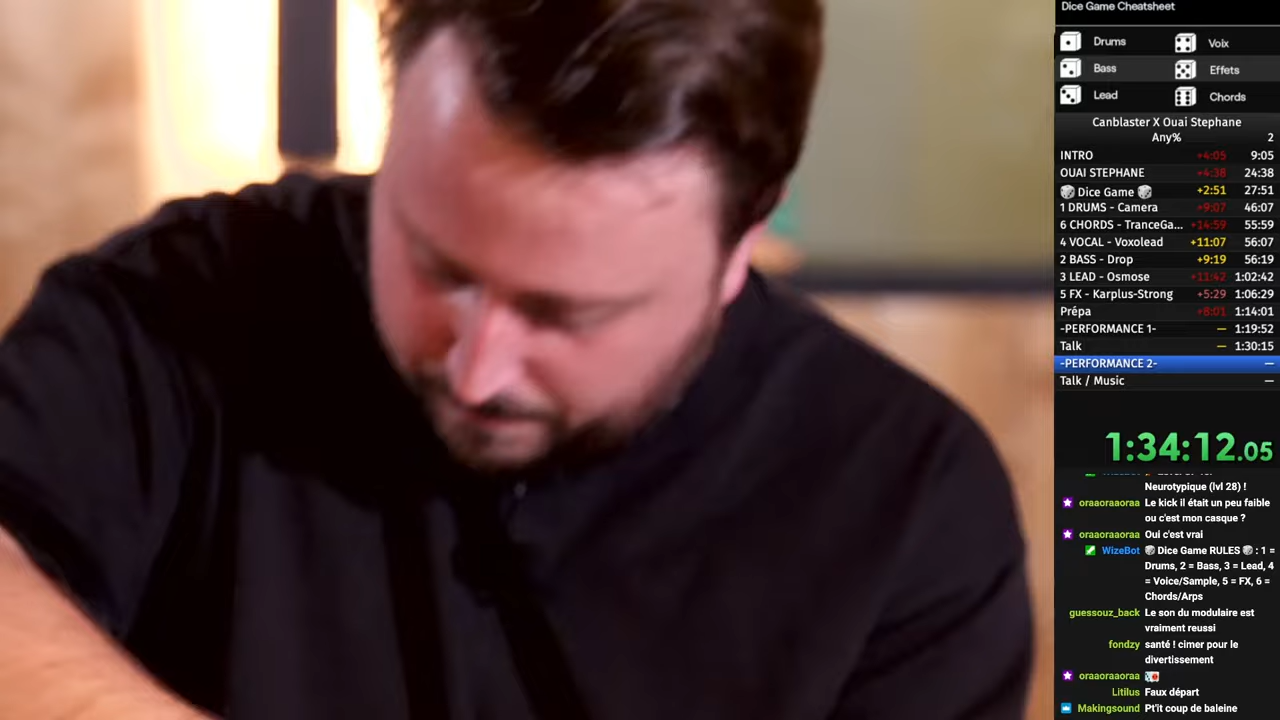 Dice Game Cheatsheet
Drums Voix
Bass Effets
Lead Chords
Canblaster X Ouai Stephane
Any% 2
INTRO +4:05 9:05
OUAI STEPHANE +4:38 24:38
🎲 Dice Game 🎲 +2:51 27:51
1 DRUMS - Camera +9:07 46:07
6 CHORDS - TranceGa... +14:59 55:59
4 VOCAL - Voxolead +11:07 56:07
2 BASS - Drop +9:19 56:19
3 LEAD - Osmose +11:42 1:02:42
5 FX - Karplus-Strong +5:29 1:06:29
Prépa +8:01 1:14:01
-PERFORMANCE 1- — 1:19:52
Talk — 1:30:15
-PERFORMANCE 2- —
Talk / Music —
1:34:12.05
Neurotypique (lvl 28) !
oraaoraaoraa Le kick il était un peu faible
ou c'est mon casque ?
oraaoraaoraa Oui c'est vrai
WizeBot 🎲 Dice Game RULES 🎲 : 1 =
Drums, 2 = Bass, 3 = Lead, 4
= Voice/Sample, 5 = FX, 6 =
Chords/Arps
guessouz_back Le son du modulaire est
vraiment reussi
fondzy santé ! cimer pour le
divertissement
oraaoraaoraa
Litilus Faux départ
Makingsound Pt'it coup de baleine